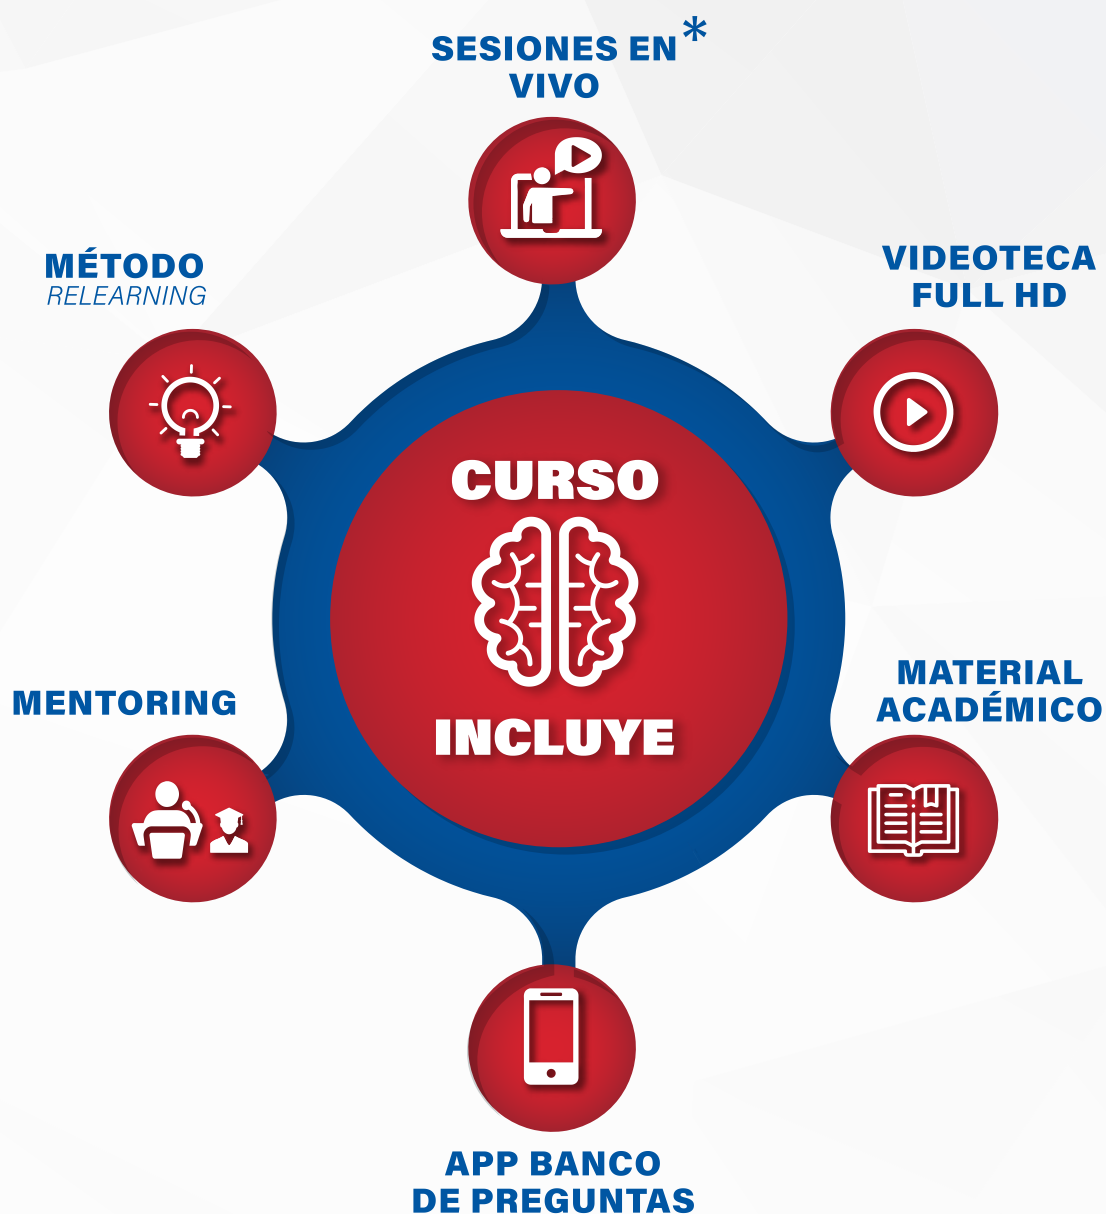 SESIONES EN*
VIVO
MÉTODO
RELEARNING
VIDEOTECA
FULL HD
CURSO
INCLUYE
MENTORING
MATERIAL
ACADÉMICO
APP BANCO
DE PREGUNTAS